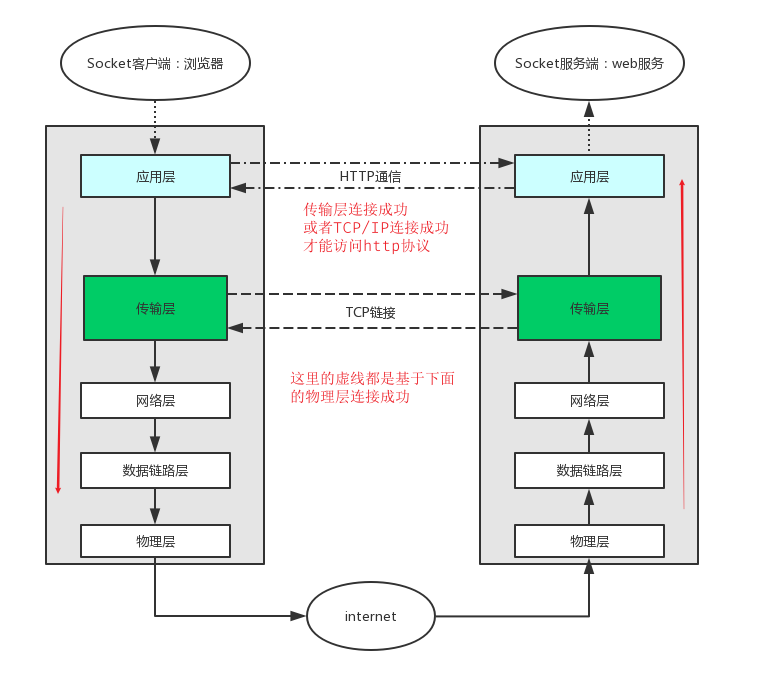 Socket客户端：浏览器
Socket服务端：web服务
应用层
HTTP通信
应用层
传输层连接成功
或者TCP/IP连接成功
才能访问http协议
传输层
TCP链接
传输层
这里的虚线都是基于下面
的物理层连接成功
网络层
网络层
数据链路层
数据链路层
物理层
物理层
internet